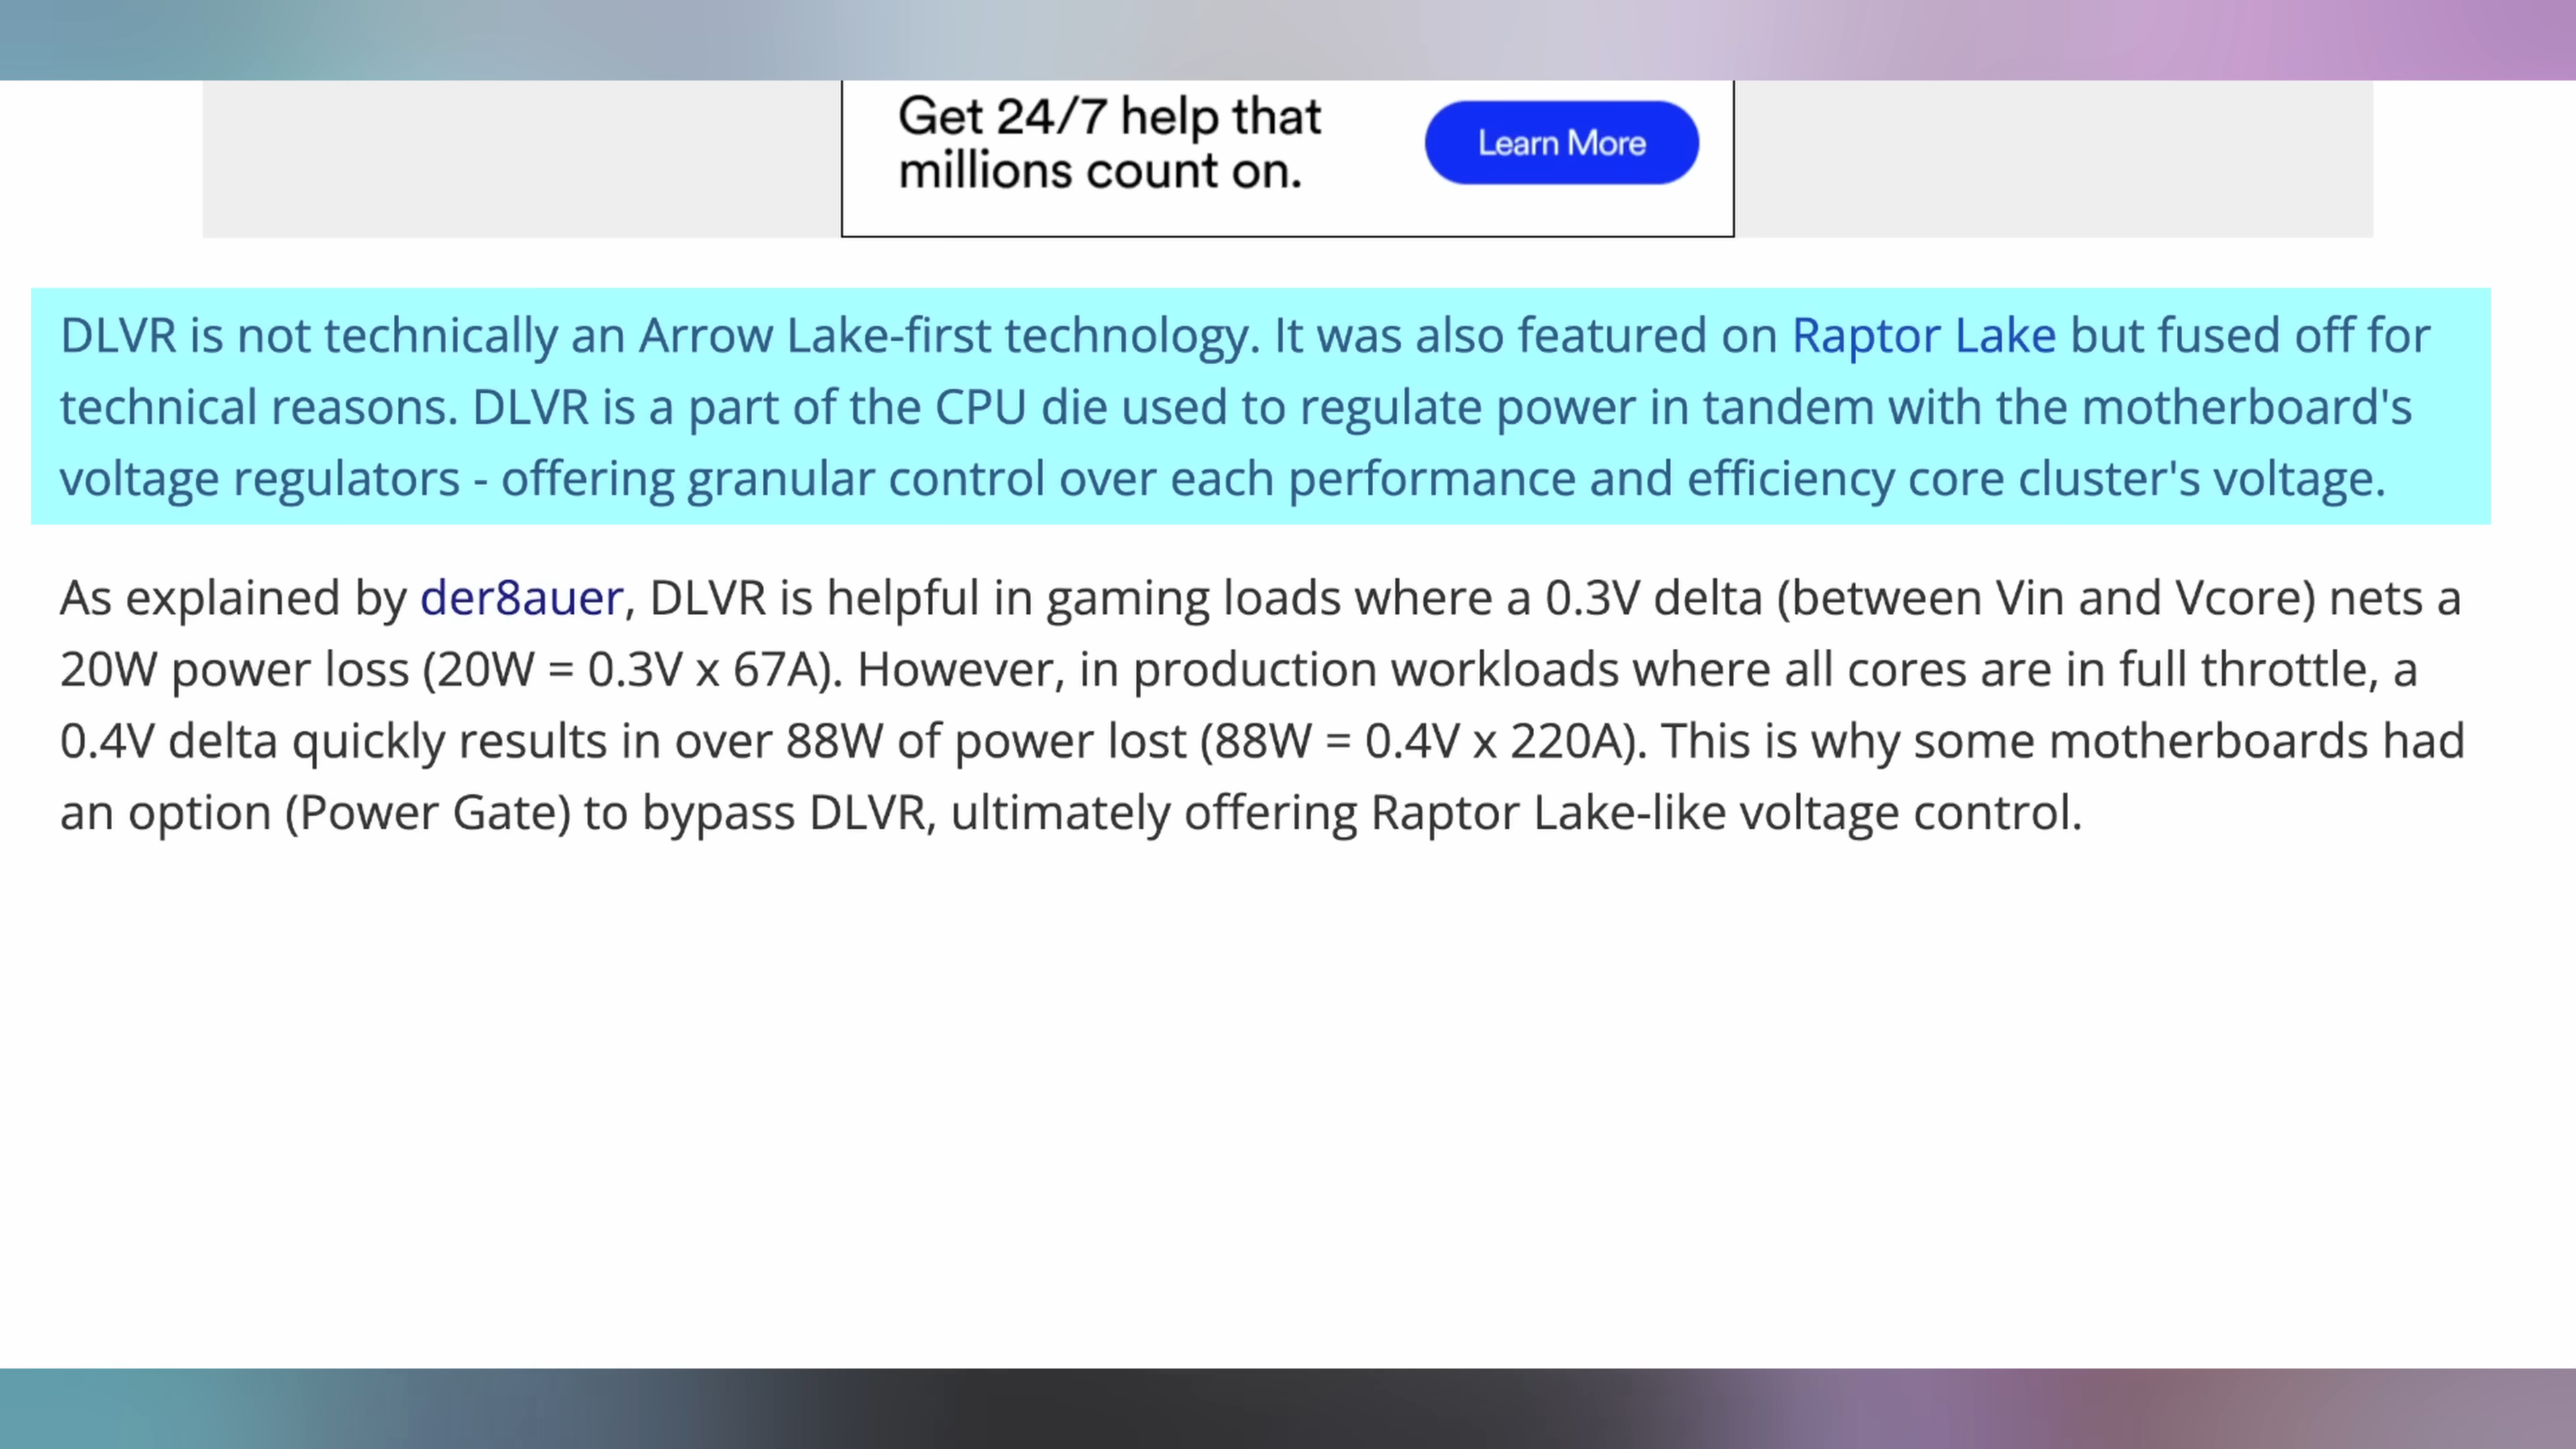 Get 24/7 help that
millions count on.
Learn More
DLVR is not technically an Arrow Lake-first technology. It was also featured on Raptor Lake but fused off for
technical reasons. DLVR is a part of the CPU die used to regulate power in tandem with the motherboard's
voltage regulators - offering granular control over each performance and efficiency core cluster's voltage.
As explained by der8auer, DLVR is helpful in gaming loads where a 0.3V delta (between Vin and Vcore) nets a
20W power loss (20W = 0.3V x 67A). However, in production workloads where all cores are in full throttle, a
0.4V delta quickly results in over 88W of power lost (88W = 0.4V x 220A). This is why some motherboards had
an option (Power Gate) to bypass DLVR, ultimately offering Raptor Lake-like voltage control.